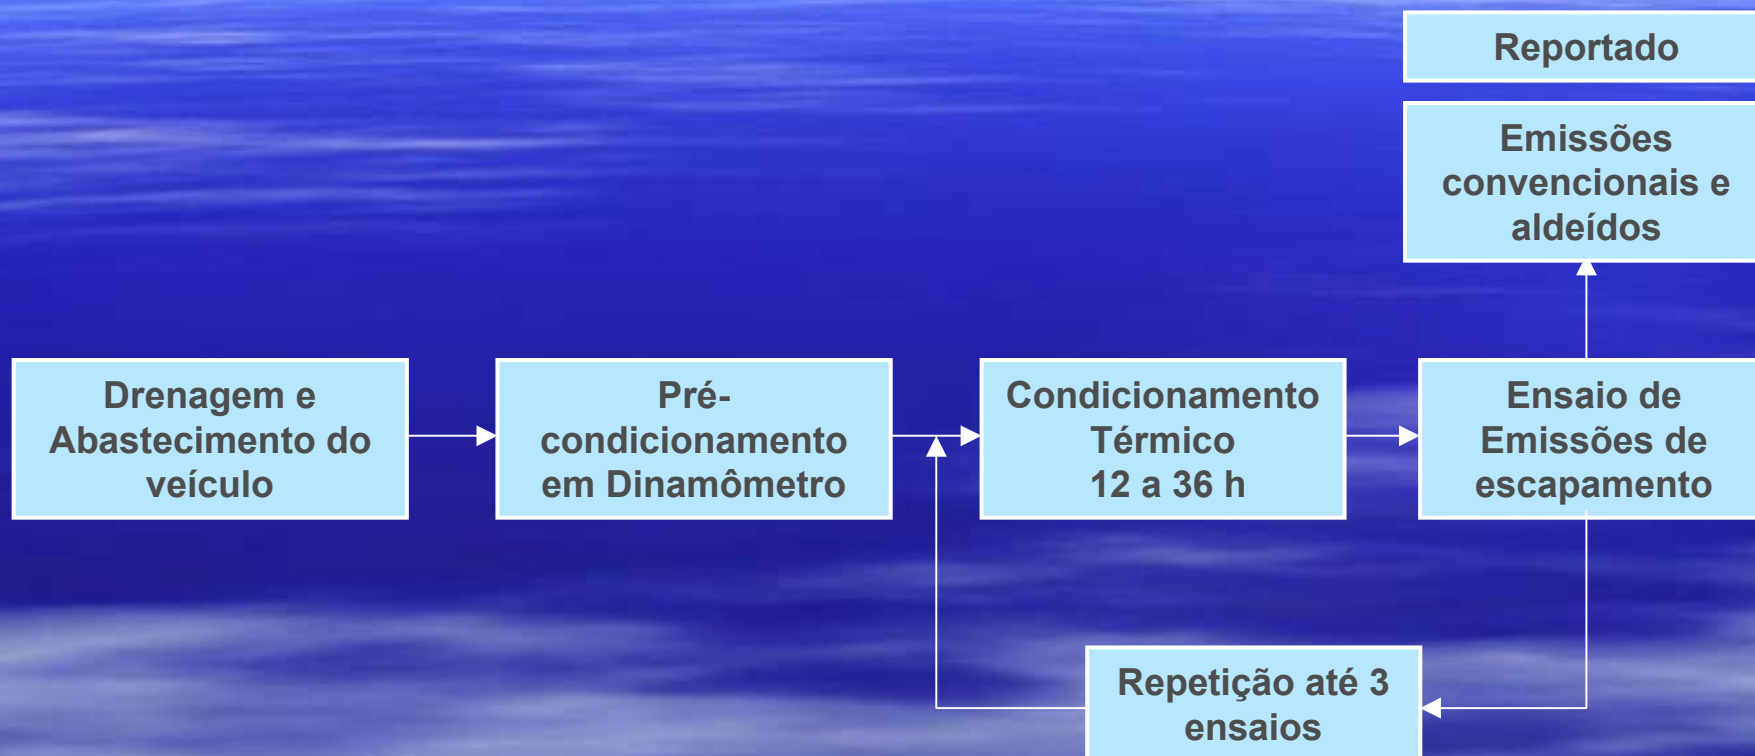 Reportado
Emissões
convencionais e
aldeídos
Drenagem e
Abastecimento do
veículo
Pré-
condicionamento
em Dinamômetro
Condicionamento
Térmico
12 a 36 h
Ensaio de
Emissões de
escapamento
Repetição até 3
ensaios